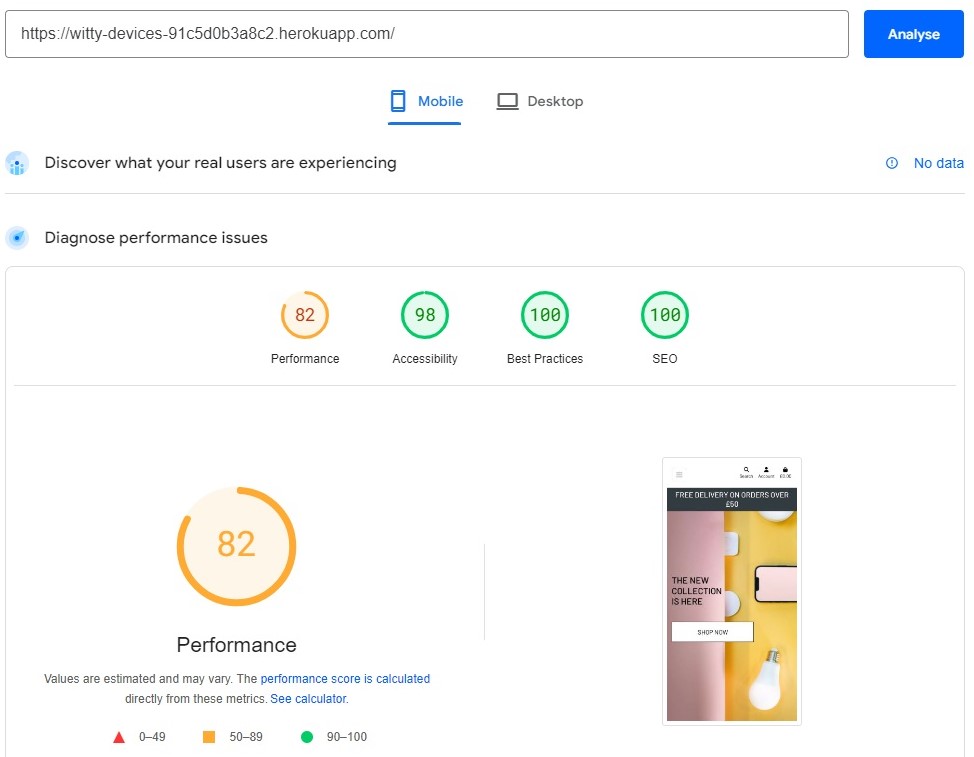 https://witty-devices-91c5d0b3a8c2.herokuapp.com/
Analyse
Mobile
Desktop
Discover what your real users are experiencing
No data
Diagnose performance issues
82
98
100
100
Performance
Accessibility
Best Practices
SEO
82
Performance
Values are estimated and may vary. The performance score is calculated
directly from these metrics. See calculator.
0–49
50–89
90–100
Search
Account
£0.00
FREE DELIVERY ON ORDERS OVER
£50
THE NEW
COLLECTION
IS HERE
SHOP NOW